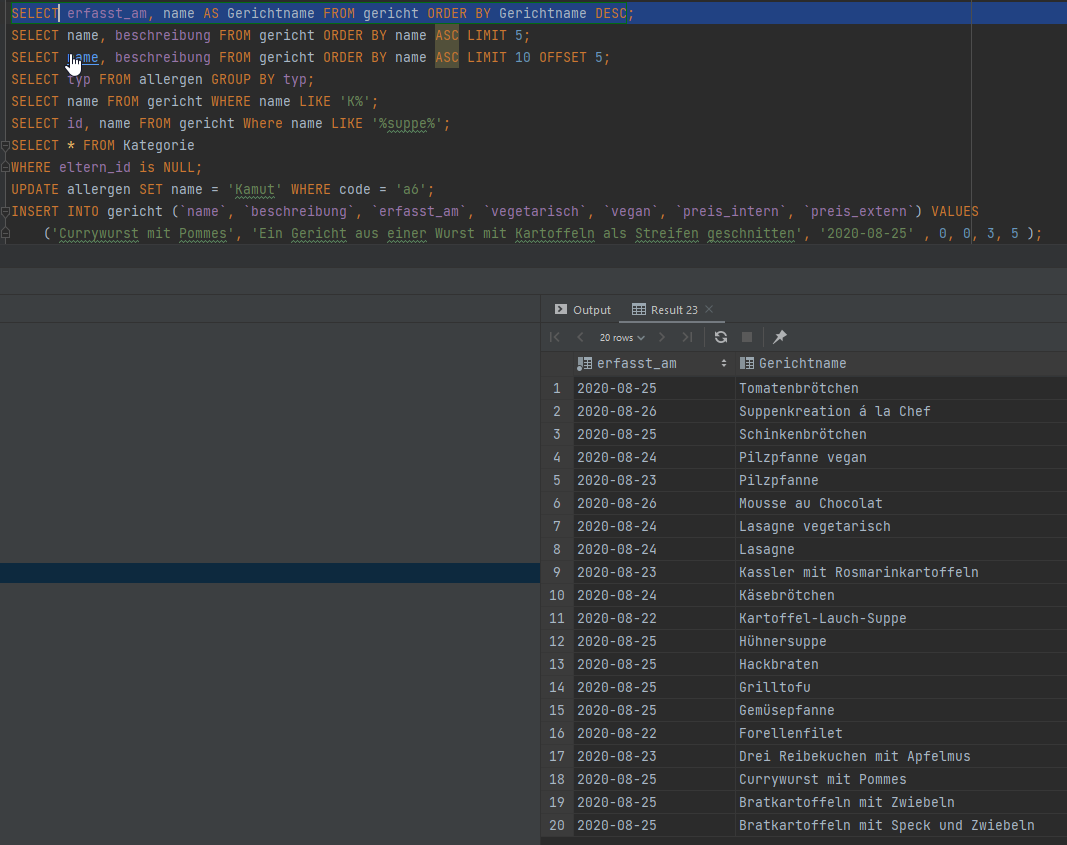 SELECT erfasst_am, name AS Gerichtname FROM gericht ORDER BY Gerichtname DESC;
SELECT name, beschreibung FROM gericht ORDER BY name ASC LIMIT 5;
SELECT name, beschreibung FROM gericht ORDER BY name ASC LIMIT 10 OFFSET 5;
SELECT typ FROM allergen GROUP BY typ;
SELECT name FROM gericht WHERE name LIKE 'K%';
SELECT id, name FROM gericht Where name LIKE '%suppe%';
SELECT * FROM Kategorie
WHERE eltern_id is NULL;
UPDATE allergen SET name = 'Kamut' WHERE code = 'a6';
INSERT INTO gericht (`name`, `beschreibung`, `erfasst_am`, `vegetarisch`, `vegan`, `preis_intern`, `preis_extern`) VALUES
('Currywurst mit Pommes', 'Ein Gericht aus einer Wurst mit Kartoffeln als Streifen geschnitten', '2020-08-25' , 0, 0, 3, 5 );
Output Result 23
20 rows
erfasst_am Gerichtname
1 2020-08-25 Tomatenbrötchen
2 2020-08-26 Suppenkreation á la Chef
3 2020-08-25 Schinkenbrötchen
4 2020-08-24 Pilzpfanne vegan
5 2020-08-23 Pilzpfanne
6 2020-08-26 Mousse au Chocolat
7 2020-08-24 Lasagne vegetarisch
8 2020-08-24 Lasagne
9 2020-08-23 Kassler mit Rosmarinkartoffeln
10 2020-08-24 Käsebrötchen
11 2020-08-22 Kartoffel-Lauch-Suppe
12 2020-08-25 Hühnersuppe
13 2020-08-25 Hackbraten
14 2020-08-25 Grilltofu
15 2020-08-25 Gemüsepfanne
16 2020-08-22 Forellenfilet
17 2020-08-23 Drei Reibekuchen mit Apfelmus
18 2020-08-25 Currywurst mit Pommes
19 2020-08-25 Bratkartoffeln mit Zwiebeln
20 2020-08-25 Bratkartoffeln mit Speck und Zwiebeln